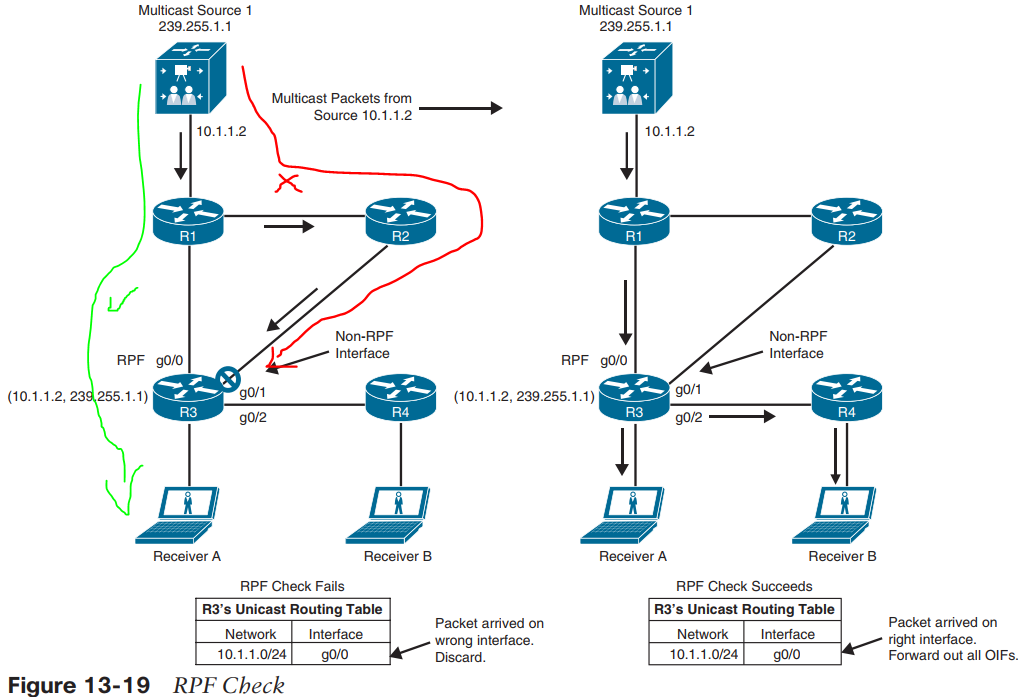 Multicast Source 1
239.255.1.1
Multicast Packets from
Source 10.1.1.2
10.1.1.2
R1
R2
Non-RPF
Interface
RPF g0/0
g0/1
(10.1.1.2, 239.255.1.1)
R3
R4
g0/2
Receiver A
Receiver B
RPF Check Fails
R3's Unicast Routing Table
Network Interface
10.1.1.0/24 g0/0
Packet arrived on
wrong interface.
Discard.
Multicast Source 1
239.255.1.1
10.1.1.2
R1
R2
Non-RPF
Interface
RPF g0/0
g0/1
(10.1.1.2, 239.255.1.1)
R3
R4
g0/2
Receiver A
Receiver B
RPF Check Succeeds
R3's Unicast Routing Table
Network Interface
10.1.1.0/24 g0/0
Packet arrived on
right interface.
Forward out all OIFs.
Figure 13-19 RPF Check